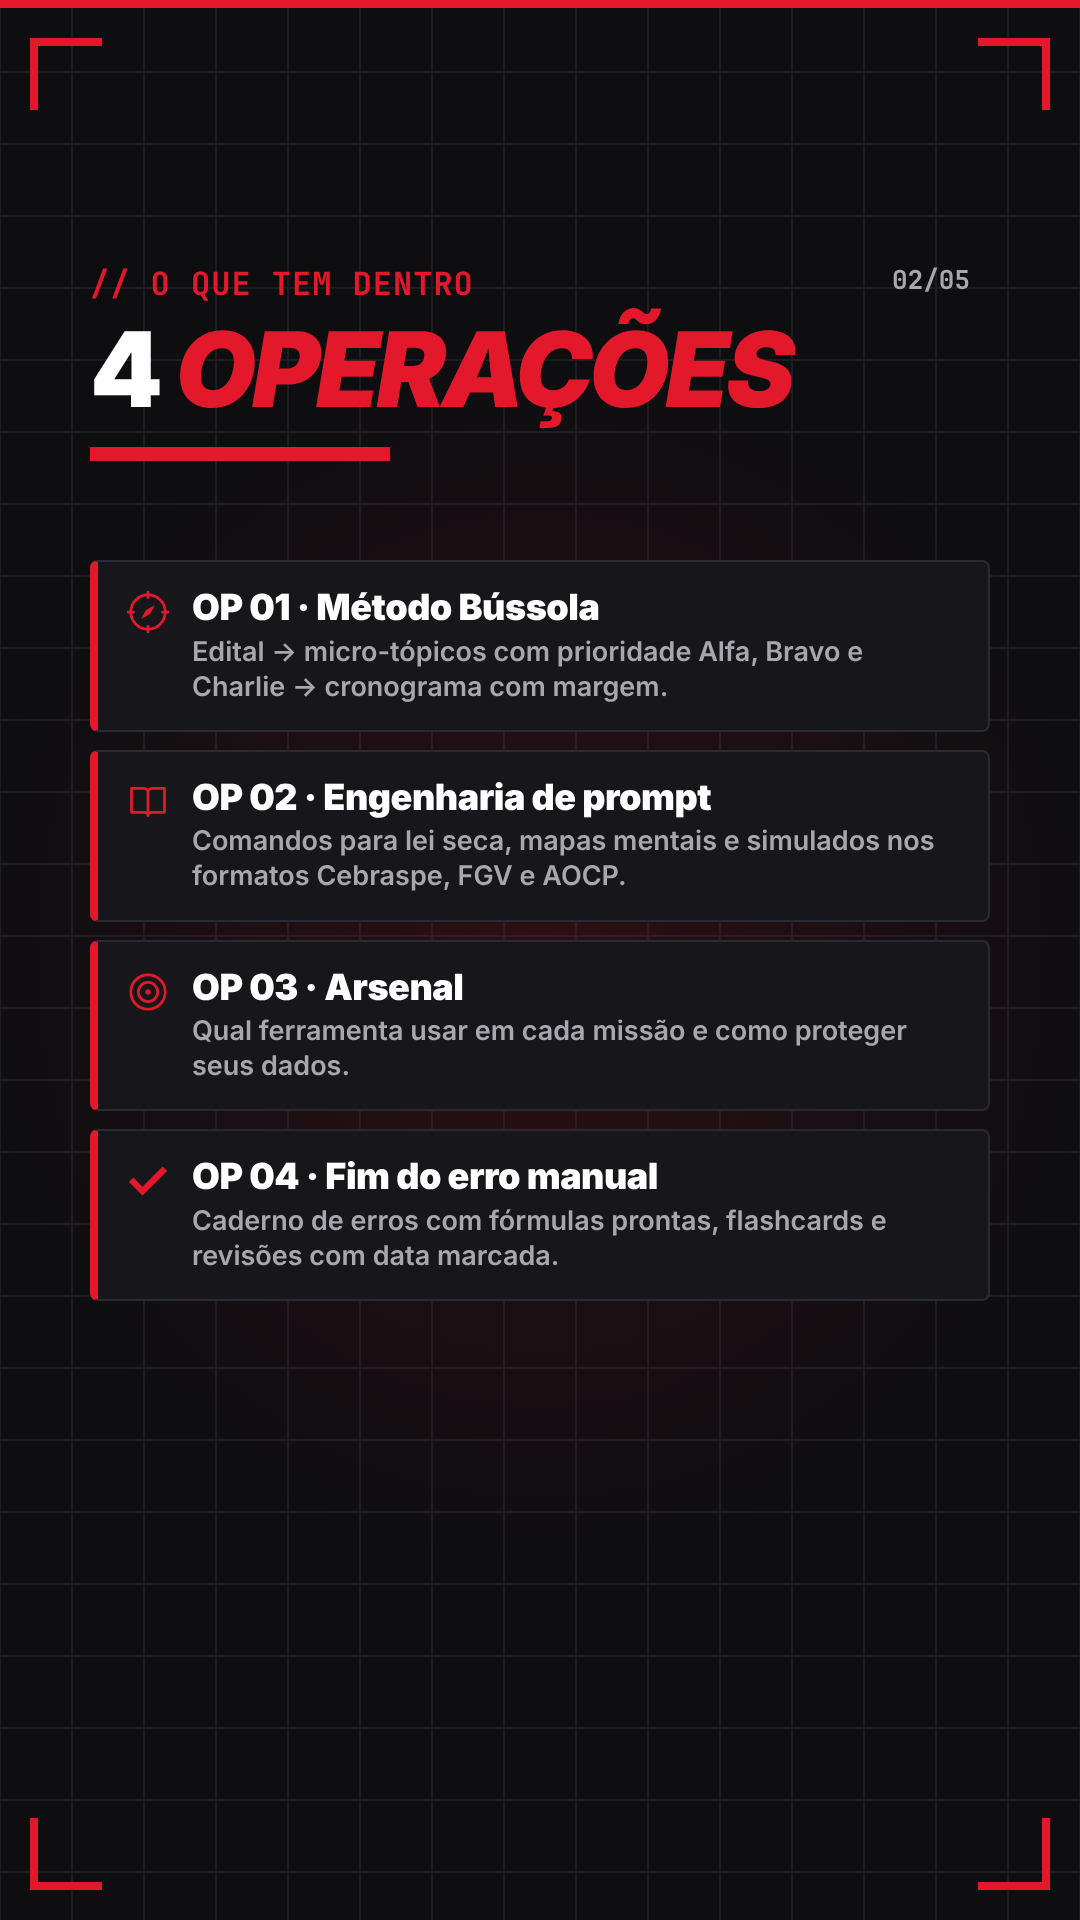 // O QUE TEM DENTRO
02/05
4 OPERAÇÕES
OP 01 · Método Bússola
Edital → micro-tópicos com prioridade Alfa, Bravo e
Charlie → cronograma com margem.
OP 02 · Engenharia de prompt
Comandos para lei seca, mapas mentais e simulados nos
formatos Cebraspe, FGV e AOCP.
OP 03 · Arsenal
Qual ferramenta usar em cada missão e como proteger
seus dados.
OP 04 · Fim do erro manual
Caderno de erros com fórmulas prontas, flashcards e
revisões com data marcada.